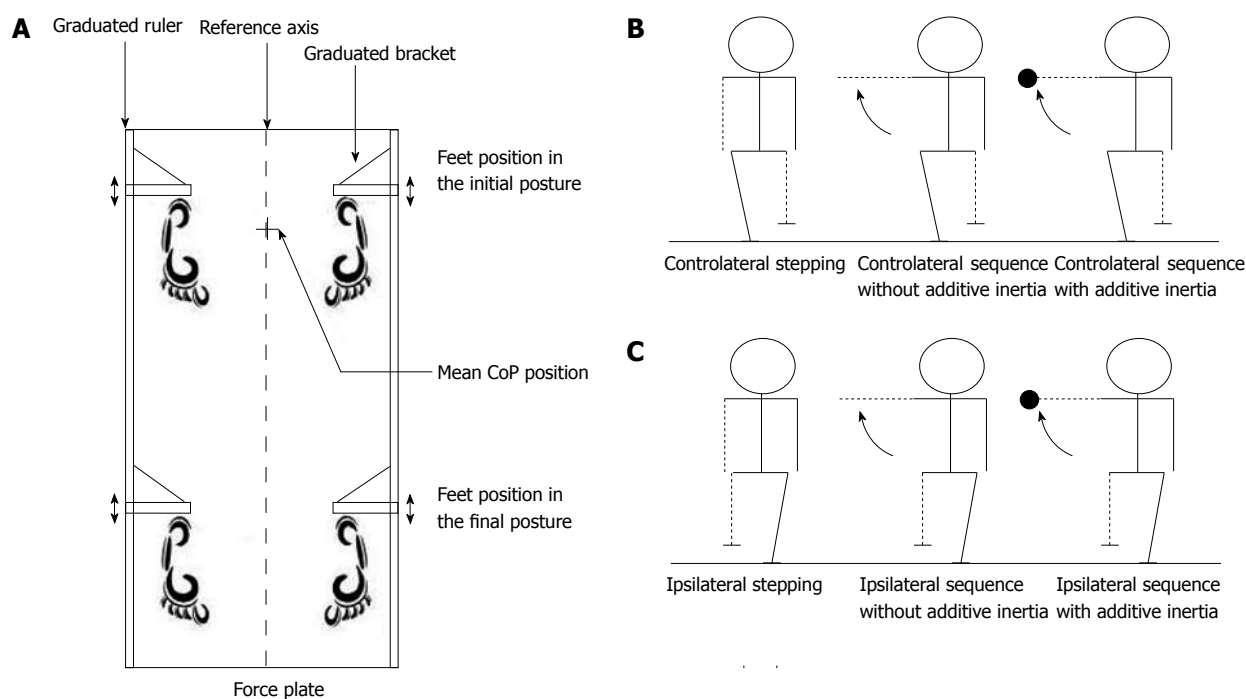 A
Graduated ruler
Reference axis
Graduated bracket
Feet position in
the initial posture
Mean CoP position
Feet position in
the final posture
Force plate
B
Controlateral stepping
Controlateral sequence
without additive inertia
Controlateral sequence
with additive inertia
C
Ipsilateral stepping
Ipsilateral sequence
without additive inertia
Ipsilateral sequence
with additive inertia